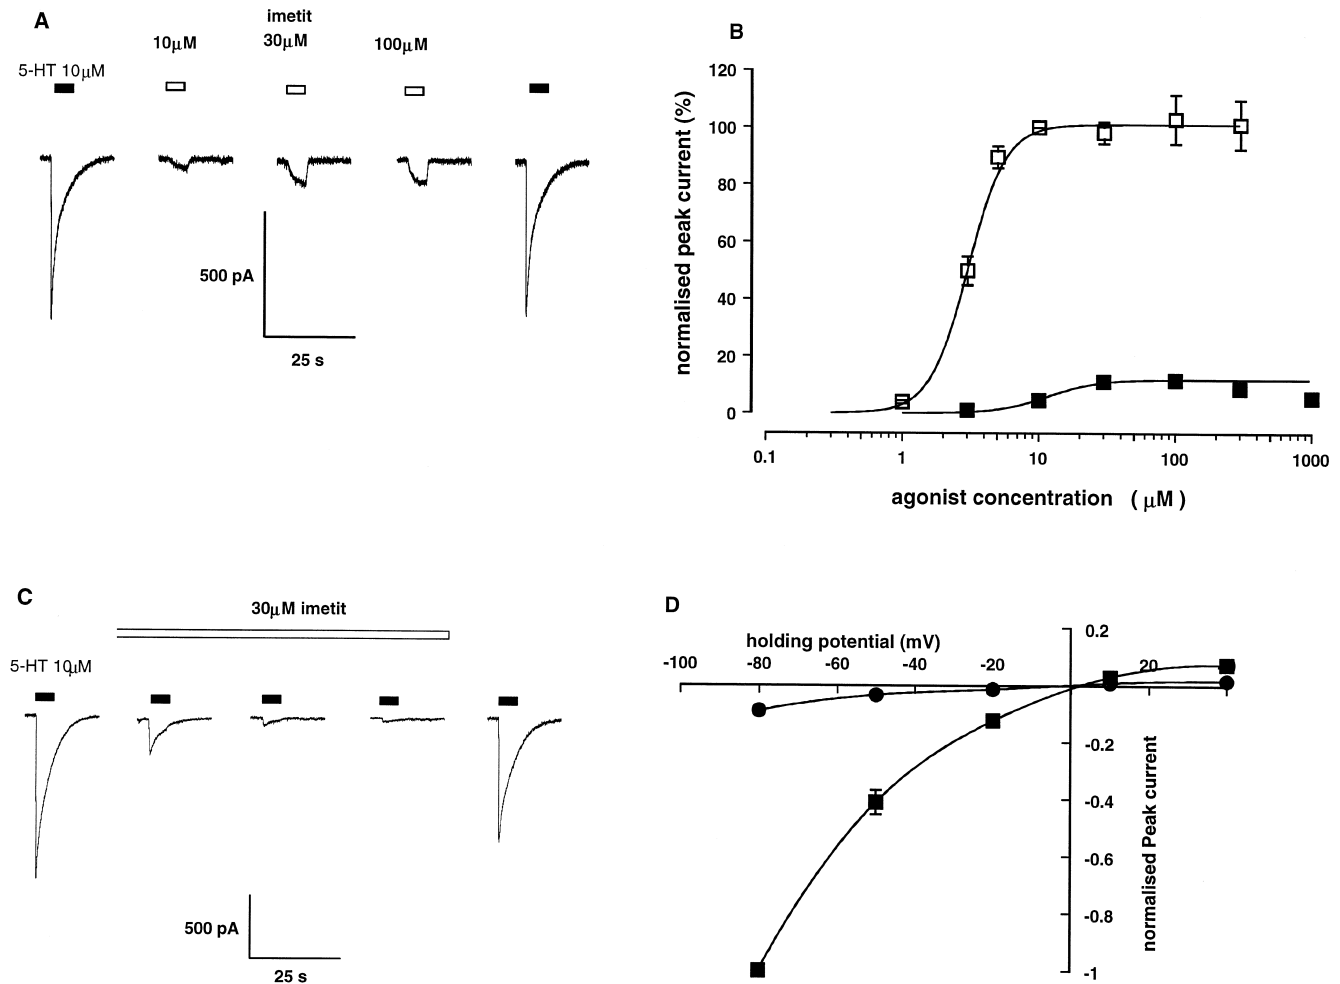 A
imetit
10µM
30µM
100µM
5-HT 10µM
500 pA
25 s
B
normalised peak current (%)
120
100
80
60
40
20
0
0.1
1
10
100
1000
agonist concentration ( µM )
C
30µM imetit
5-HT 10µM
500 pA
25 s
D
holding potential (mV)
-100
-80
-60
-40
-20
20
0.2
-0.2
-0.4
-0.6
-0.8
-1
normalised Peak current